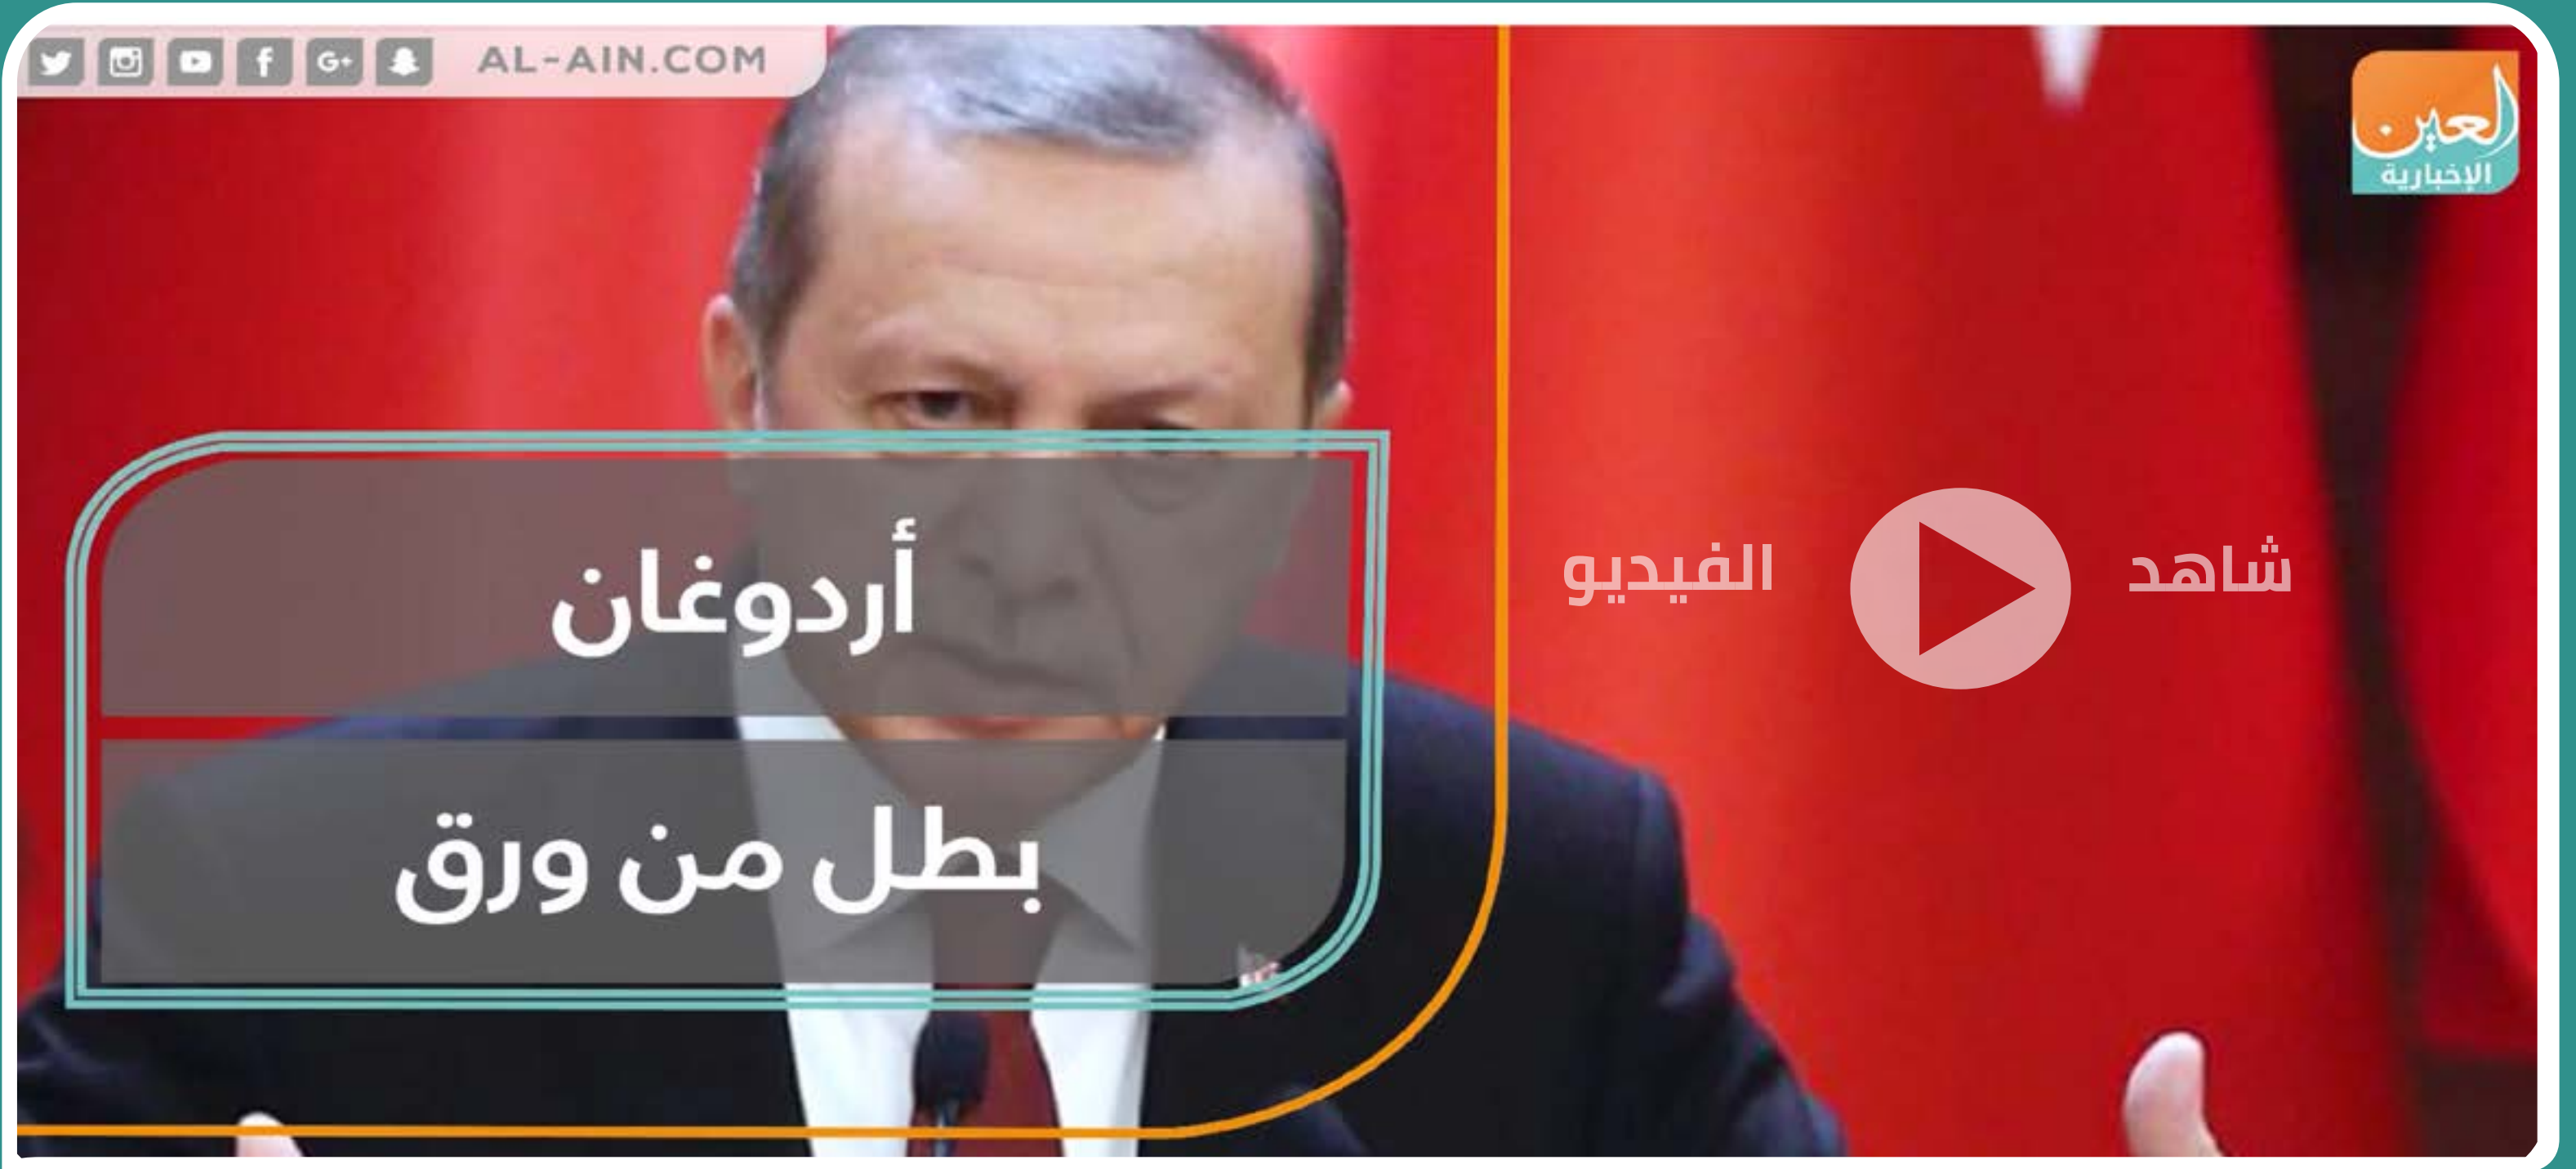 AL-AIN.COM
العين
الإخبارية
أردوغان
بطل من ورق
شاهد الفيديو